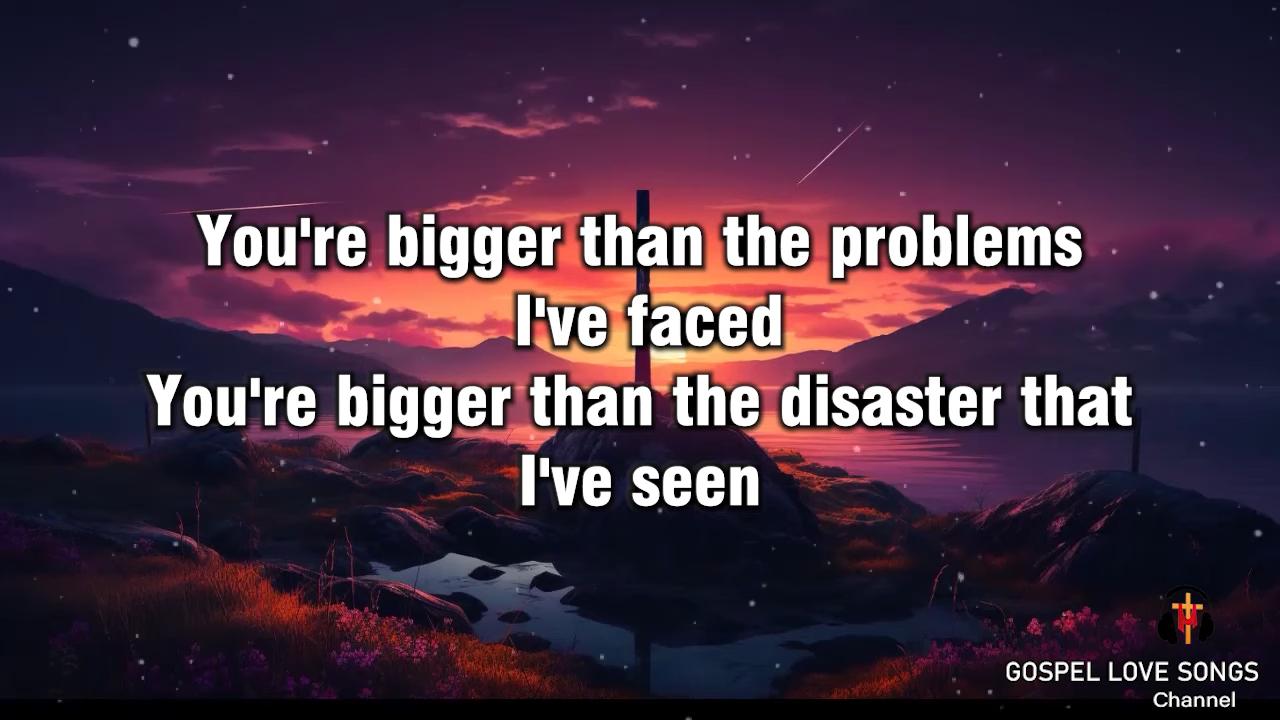 You're bigger than the problems
I've faced
You're bigger than the disaster that
I've seen
GOSPEL LOVE SONGS
Channel